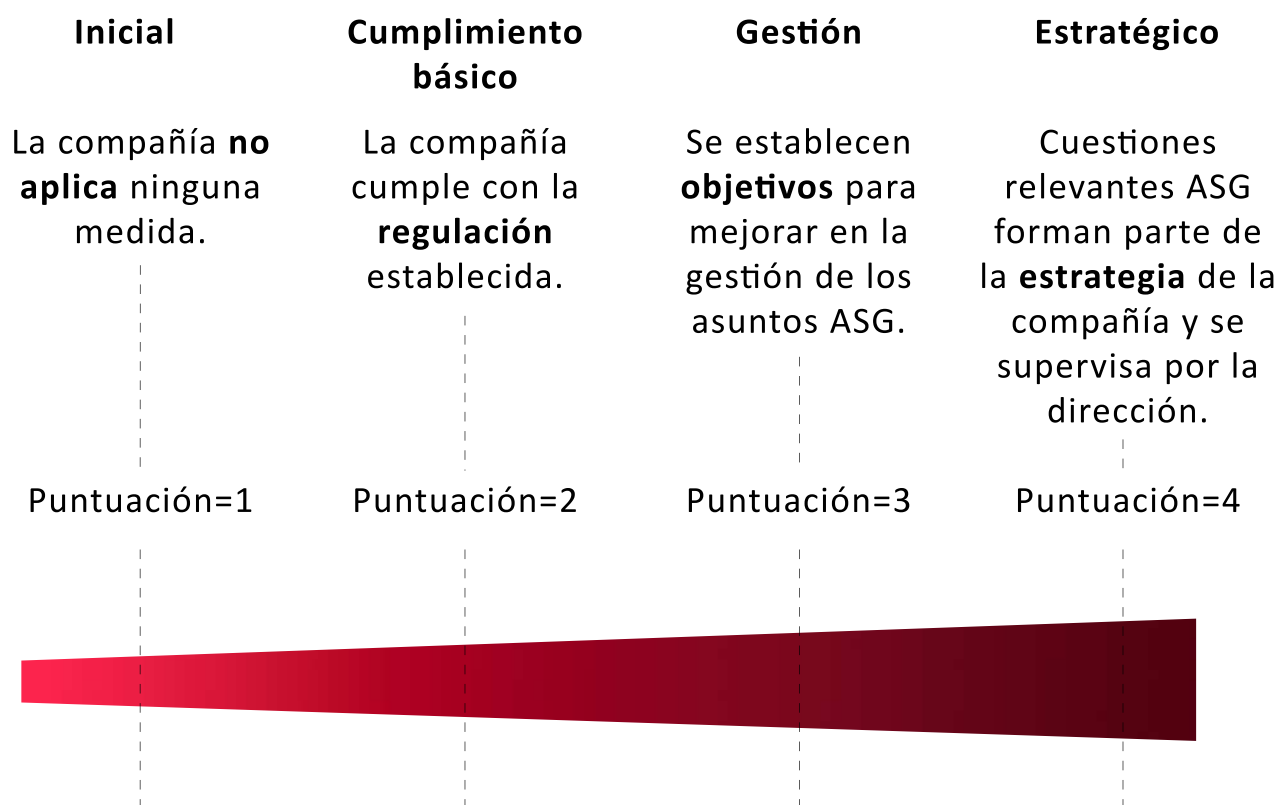 Inicial
La compañía no
aplica ninguna
medida.
Puntuación=1
Cumplimiento
básico
La compañía
cumple con la
regulación
establecida.
Puntuación=2
Gestión
Se establecen
objetivos para
mejorar en la
gestión de los
asuntos ASG.
Puntuación=3
Estratégico
Cuestiones
relevantes ASG
forman parte de
la estrategia de la
compañía y se
supervisa por la
dirección.
Puntuación=4